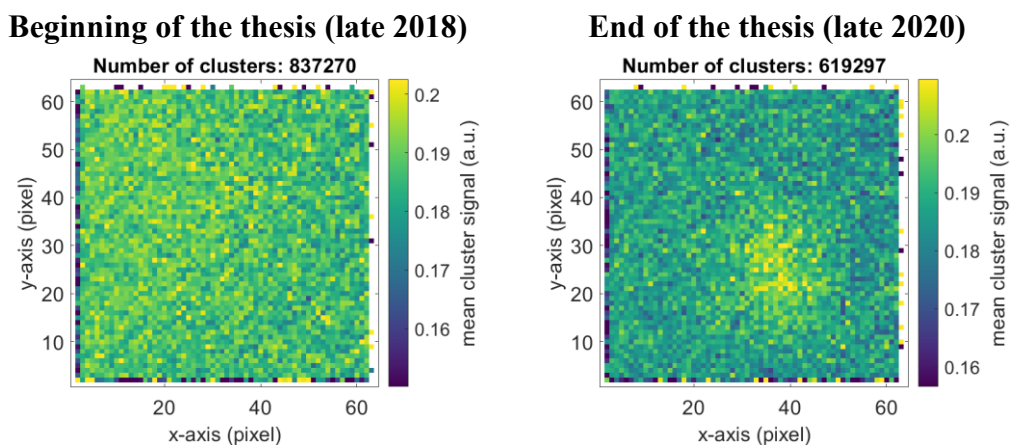 Beginning of the thesis (late 2018)
Number of clusters: 837270
60
50
40
30
20
10
y-axis (pixel)
20
40
60
x-axis (pixel)
0.2
0.19
0.18
0.17
0.16
mean cluster signal (a.u.)
End of the thesis (late 2020)
Number of clusters: 619297
60
50
40
30
20
10
y-axis (pixel)
20
40
60
x-axis (pixel)
0.2
0.19
0.18
0.17
0.16
mean cluster signal (a.u.)